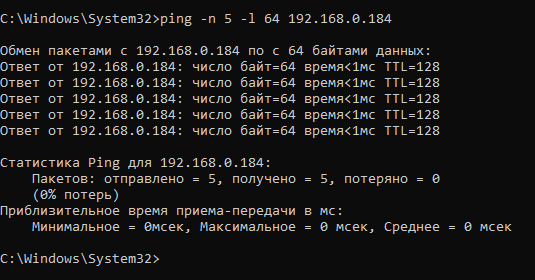 C:\Windows\System32>ping -n 5 -l 64 192.168.0.184
Обмен пакетами с 192.168.0.184 по с 64 байтами данных:
Ответ от 192.168.0.184: число байт=64 время<1мс TTL=128
Ответ от 192.168.0.184: число байт=64 время<1мс TTL=128
Ответ от 192.168.0.184: число байт=64 время<1мс TTL=128
Ответ от 192.168.0.184: число байт=64 время<1мс TTL=128
Ответ от 192.168.0.184: число байт=64 время<1мс TTL=128
Статистика Ping для 192.168.0.184:
    Пакетов: отправлено = 5, получено = 5, потеряно = 0
    (0% потерь)
Приблизительное время приема-передачи в мс:
    Минимальное = 0мсек, Максимальное = 0 мсек, Среднее = 0 мсек
C:\Windows\System32>